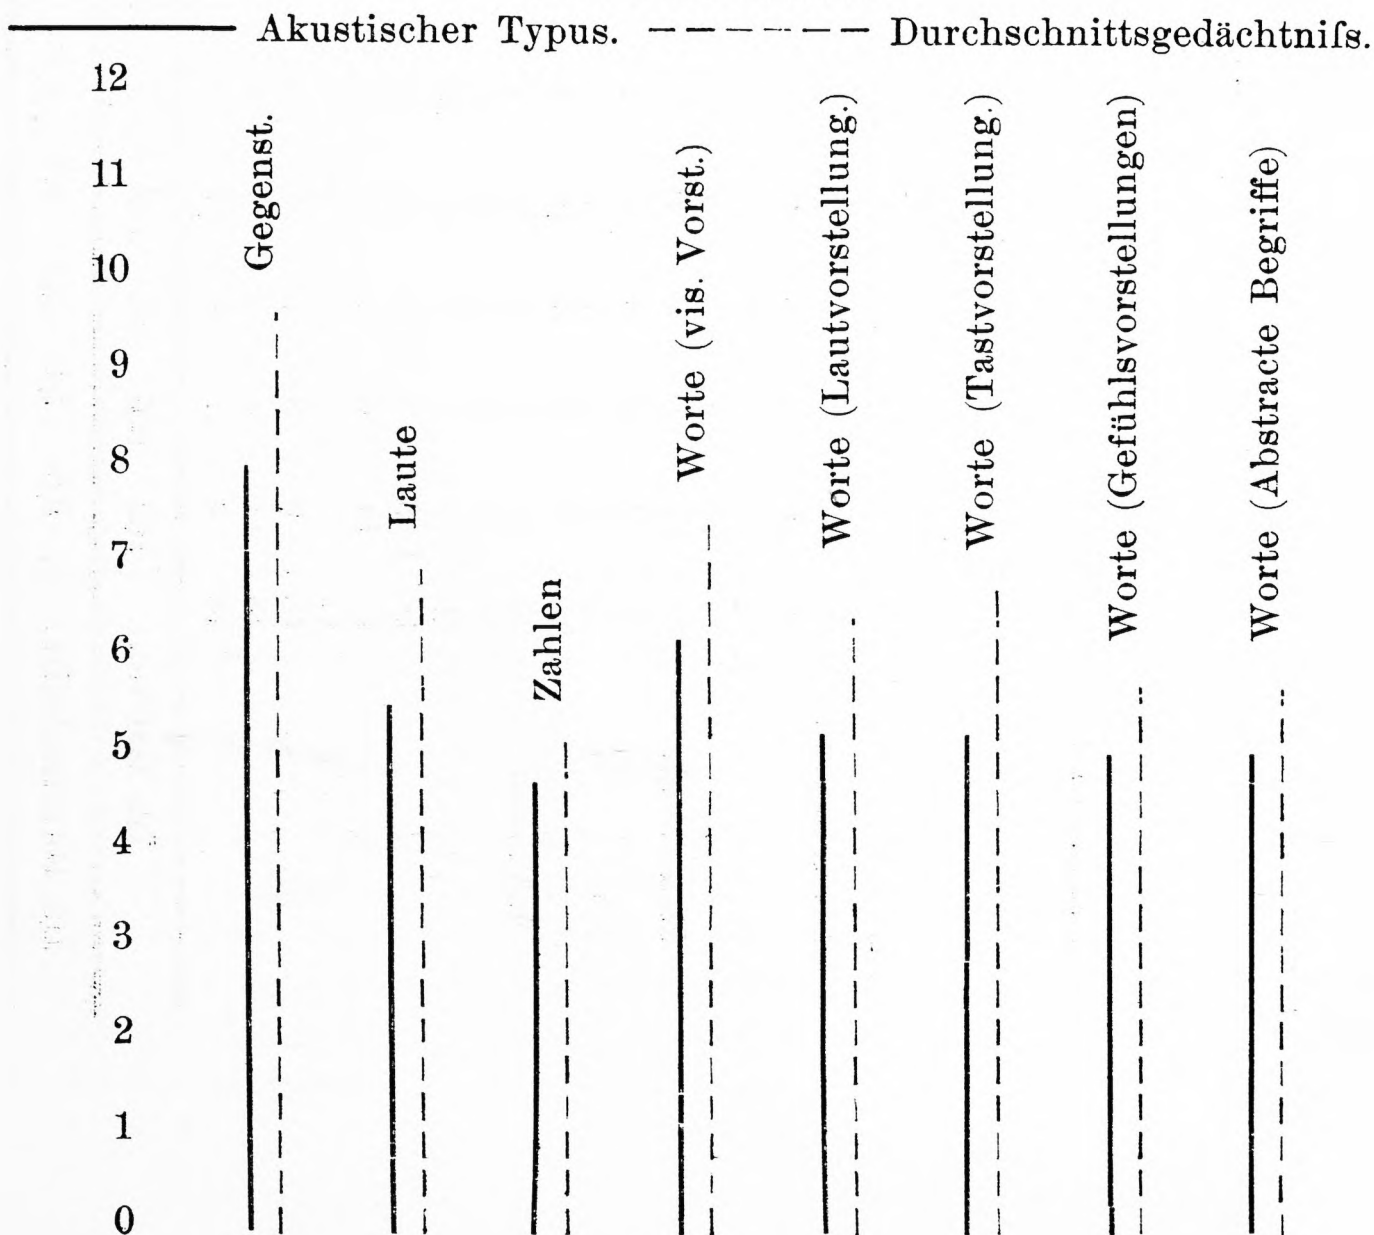 Akustischer Typus. Durchschnittsgedächtniſs.
12
11
10
9
8
7
6
5
4
3
2
1
0
Gegenst.
Laute
Zahlen
Worte (vis. Vorst.)
Worte (Lautvorstellung.)
Worte (Tastvorstellung.)
Worte (Gefühlsvorstellungen)
Worte (Abstracte Begriffe)